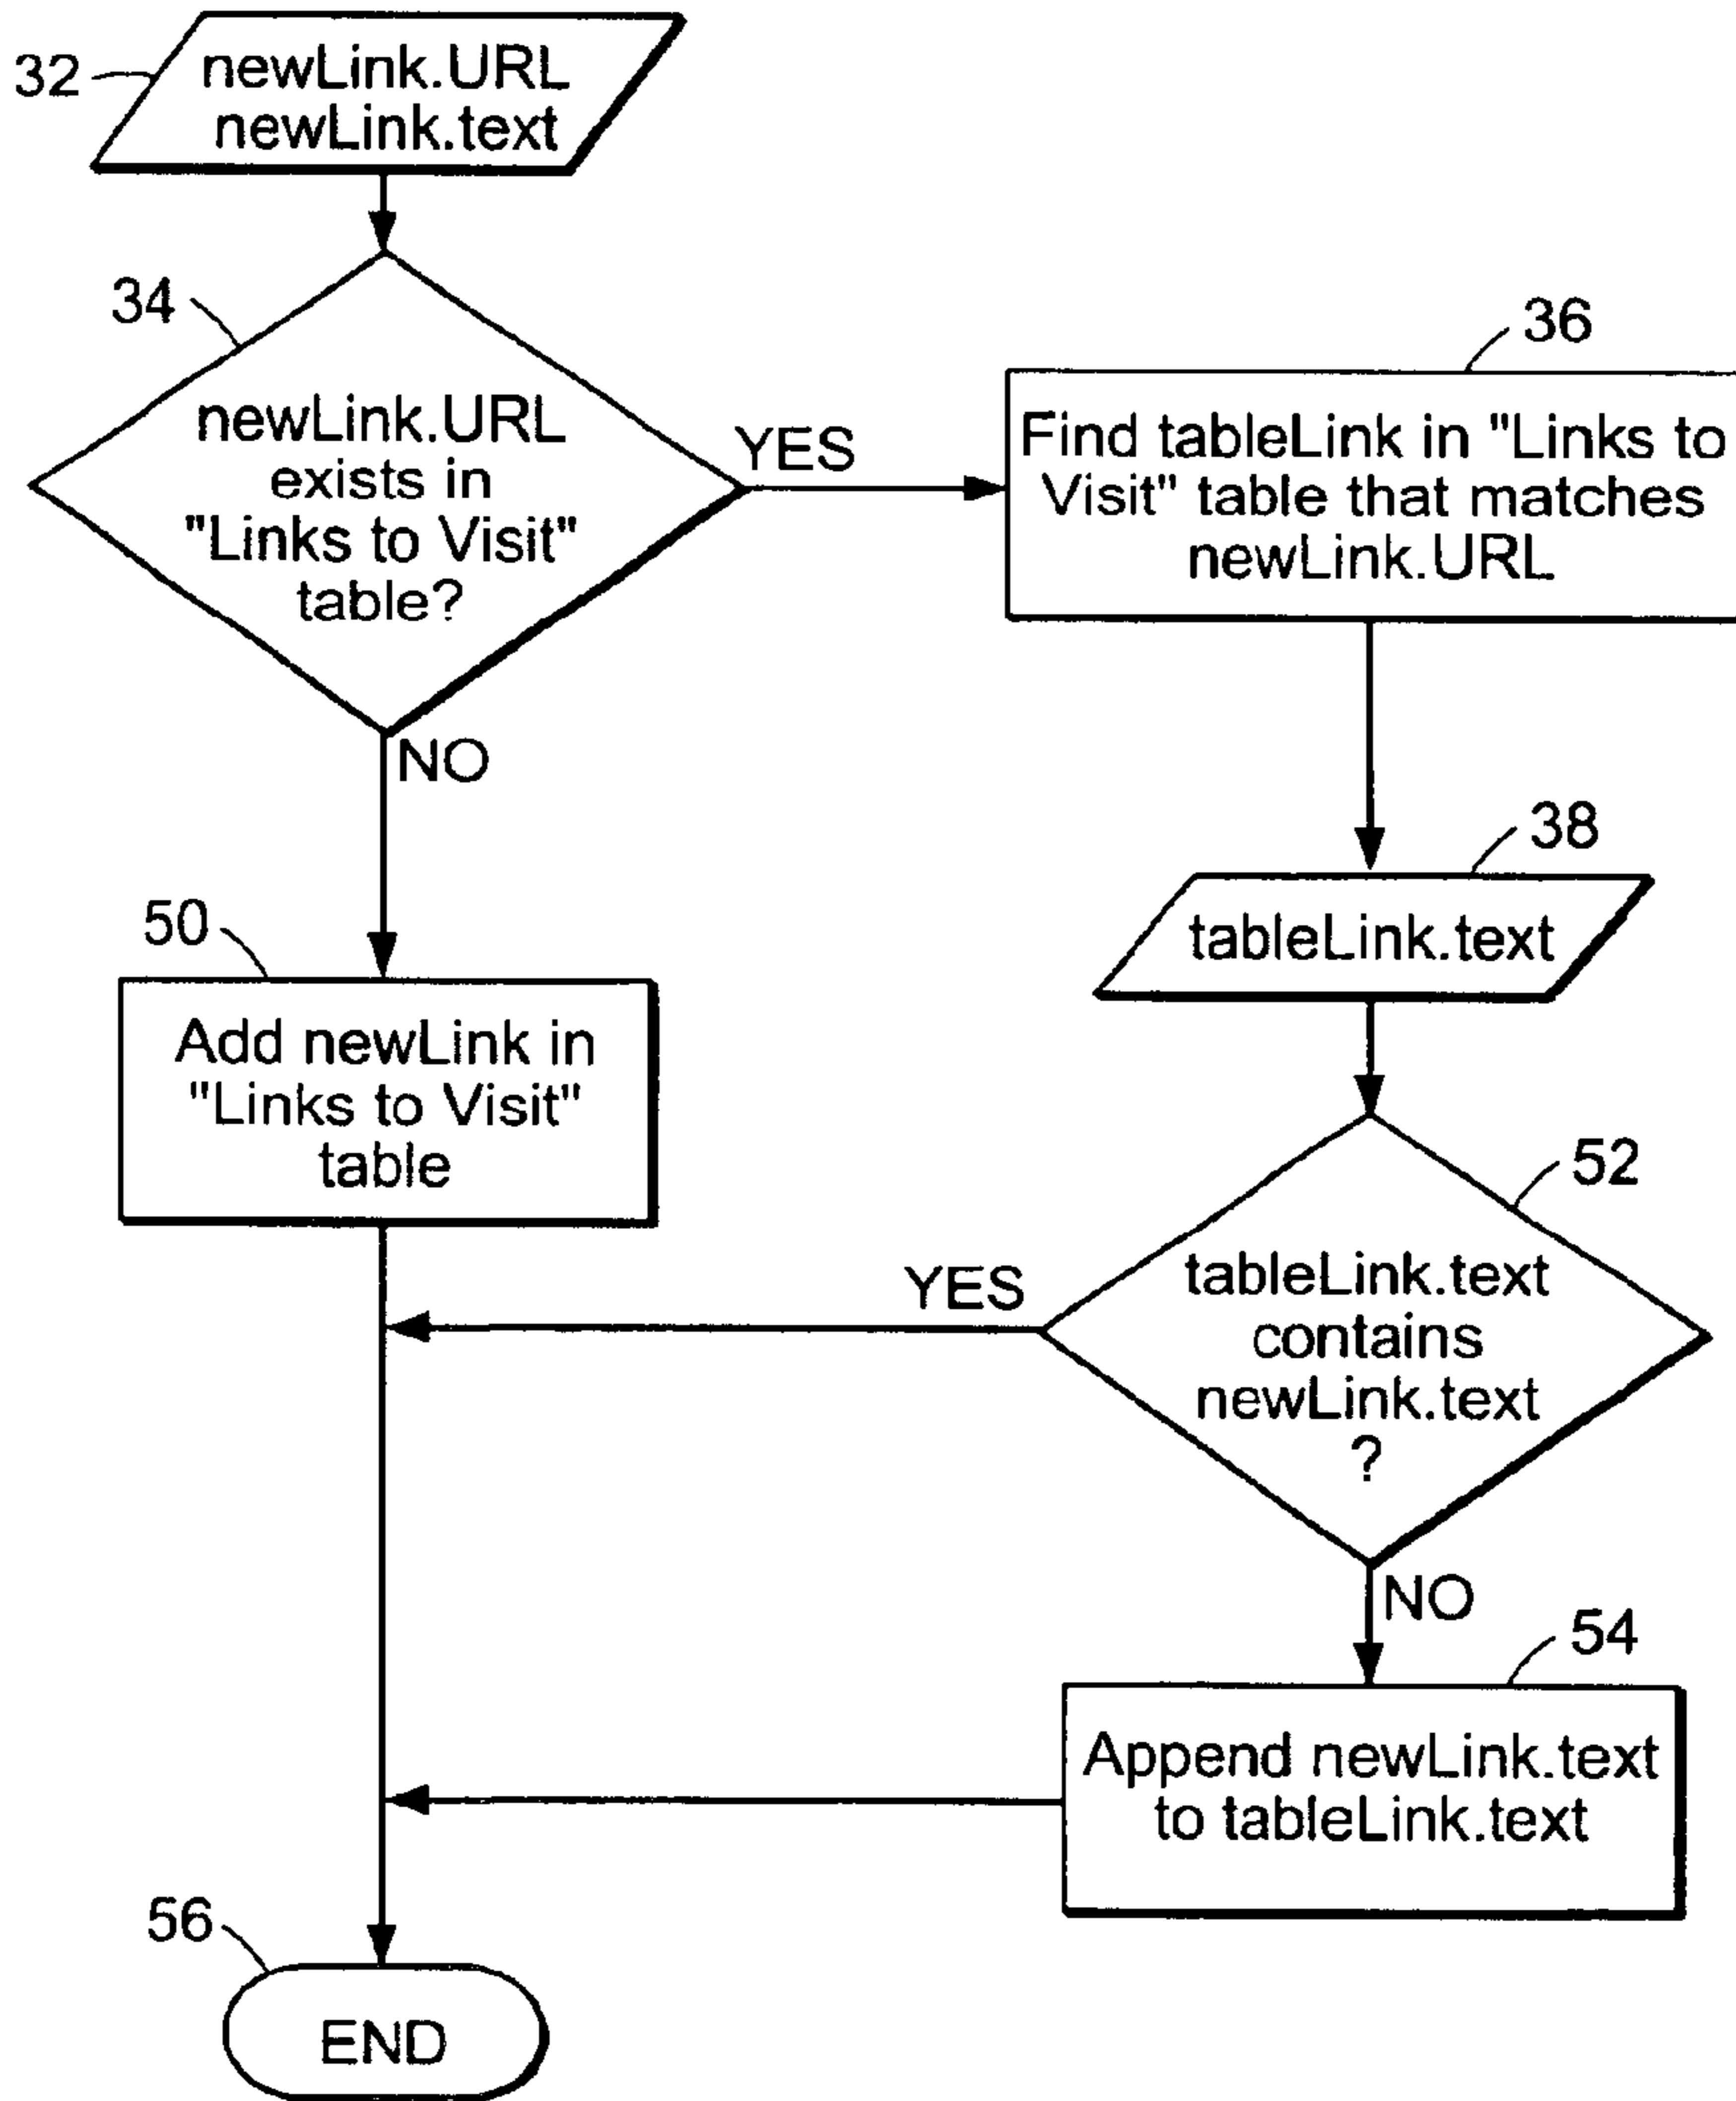 32
newLink.URL
newLink.text
34
newLink.URL
exists in
"Links to Visit"
table?
YES
NO
36
Find tableLink in "Links to
Visit" table that matches
newLink.URL
38
tableLink.text
50
Add newLink in
"Links to Visit"
table
52
tableLink.text
contains
newLink.text
?
YES
NO
54
Append newLink.text
to tableLink.text
56
END